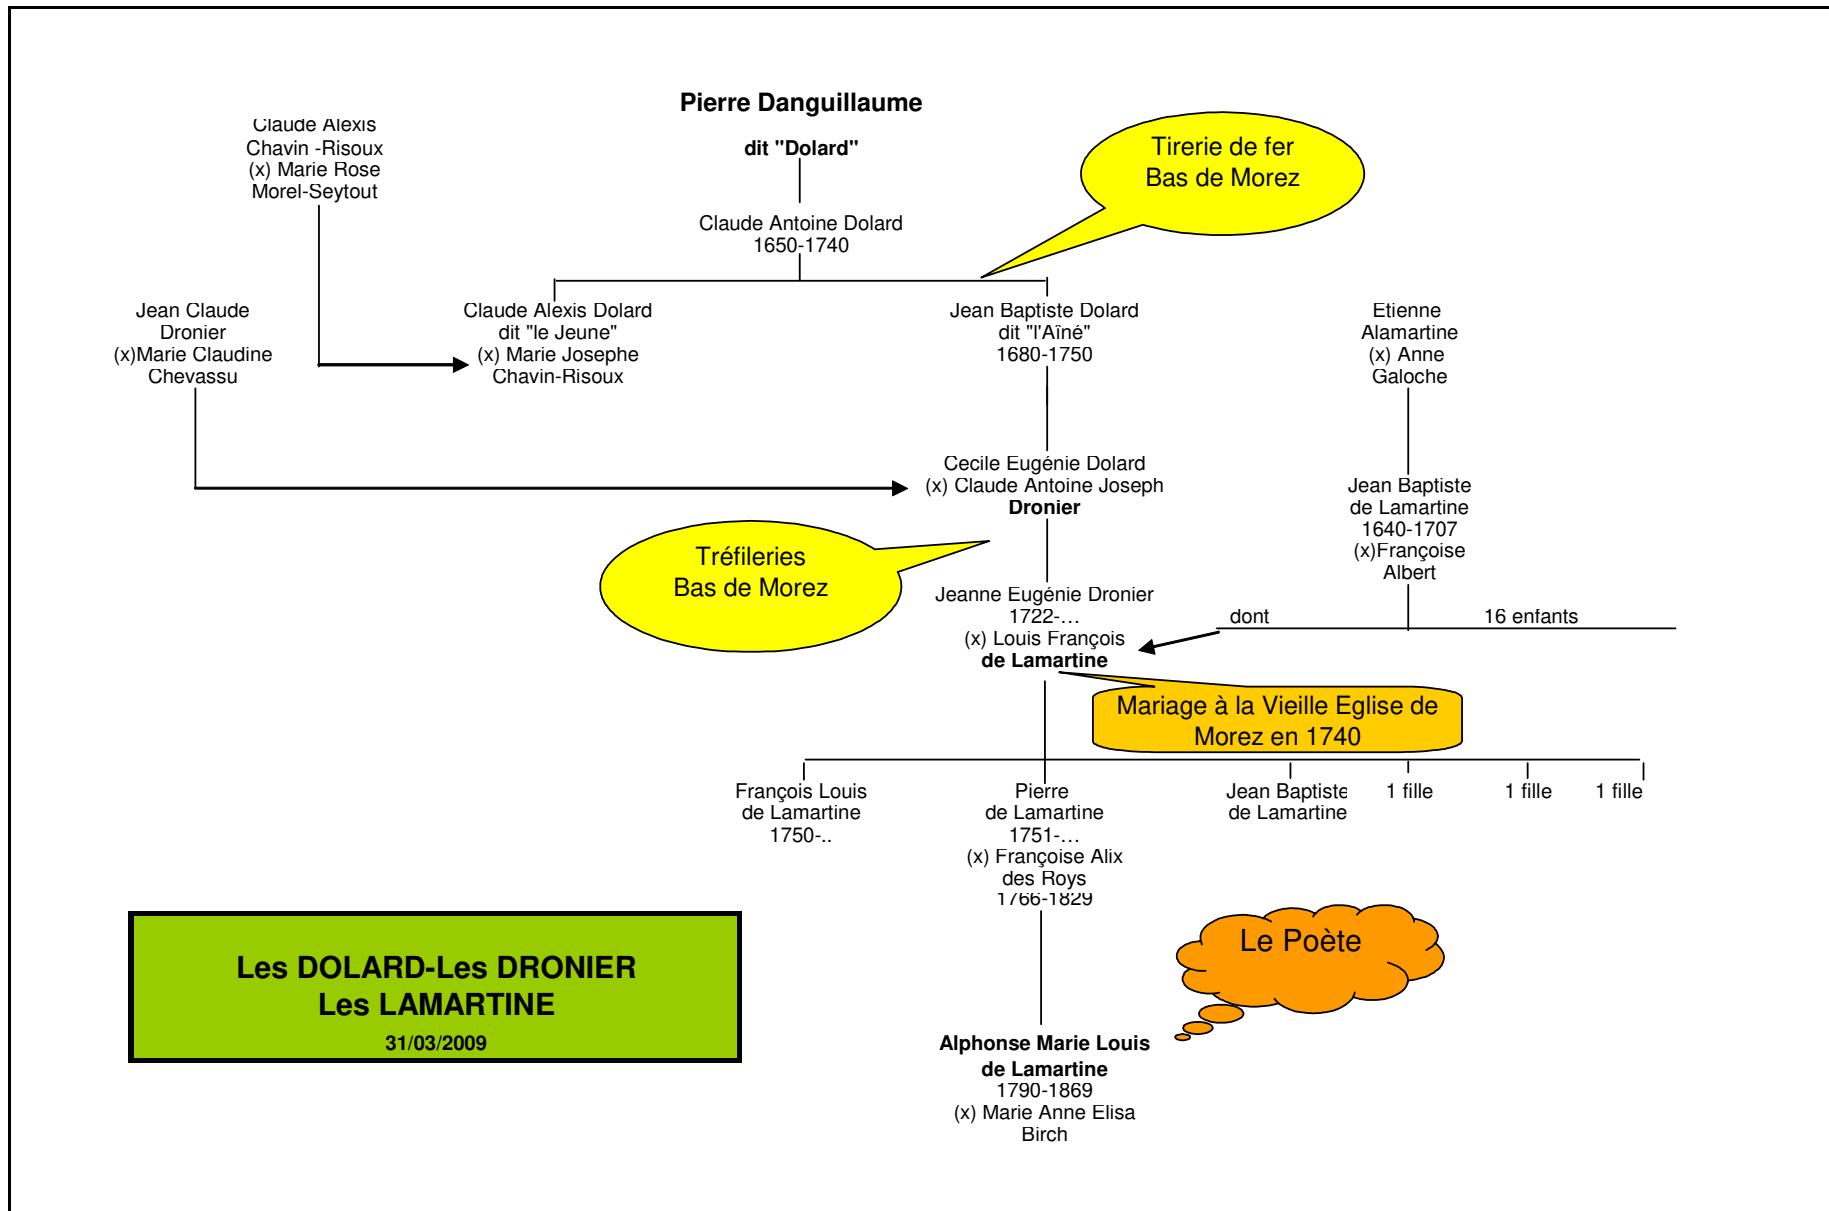 Pierre Danguillaume
dit "Dolard"
Claude Alexis
Chavin -Risoux
(x) Marie Rose
Morel-Seytout
Tirerie de fer
Bas de Morez
Claude Antoine Dolard
1650-1740
Jean Claude
Dronier
(x)Marie Claudine
Chevassu
Claude Alexis Dolard
dit "le Jeune"
(x) Marie Josephe
Chavin-Risoux
Jean Baptiste Dolard
dit "l'Aîné"
1680-1750
Etienne
Alamartine
(x) Anne
Galoche
Cecile Eugénie Dolard
(x) Claude Antoine Joseph
Dronier
Jean Baptiste
de Lamartine
1640-1707
(x)Françoise
Albert
Tréfileries
Bas de Morez
Jeanne Eugénie Dronier
1722-...
(x) Louis François
de Lamartine
dont
16 enfants
Mariage à la Vieille Eglise de
Morez en 1740
François Louis
de Lamartine
1750-..
Pierre
de Lamartine
1751-...
(x) Françoise Alix
des Roys
1766-1829
Jean Baptiste
de Lamartine
1 fille
1 fille
1 fille
Le Poète
Les DOLARD-Les DRONIER
Les LAMARTINE
31/03/2009
Alphonse Marie Louis
de Lamartine
1790-1869
(x) Marie Anne Elisa
Birch